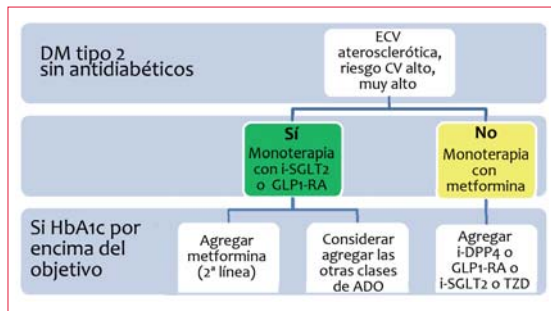 DM tipo 2
sin antidiabéticos
ECV
aterosclerótica,
riesgo CV alto,
muy alto
Sí
Monoterapia
con i-SGLT2
o GLP1-RA
No
Monoterapia
con
metformina
Si HbA1c por
encima del
objetivo
Agregar
metformina
(2ª línea)
Considerar
agregar las
otras clases
de ADO
Agregar
i-DPP4 o
GLP1-RA o
i-SGLT2 o TZD